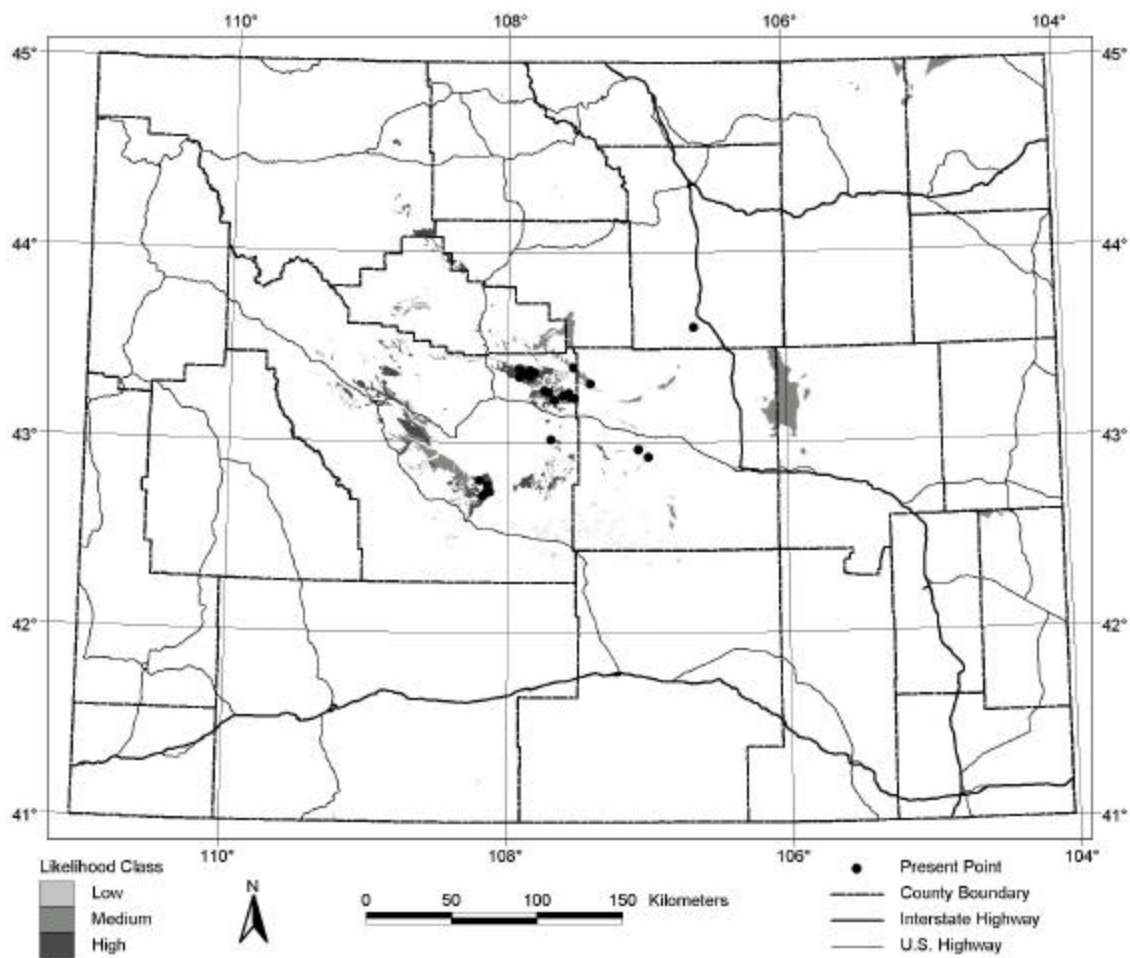 110° 108° 106° 104°
45° 45°
44° 44°
43° 43°
42° 42°
41° 41°
110° 108° 106° 104°
Likelihood Class
Low
Medium
High
N
0 50 100 150 Kilometers
Present Point
County Boundary
Interstate Highway
U.S. Highway